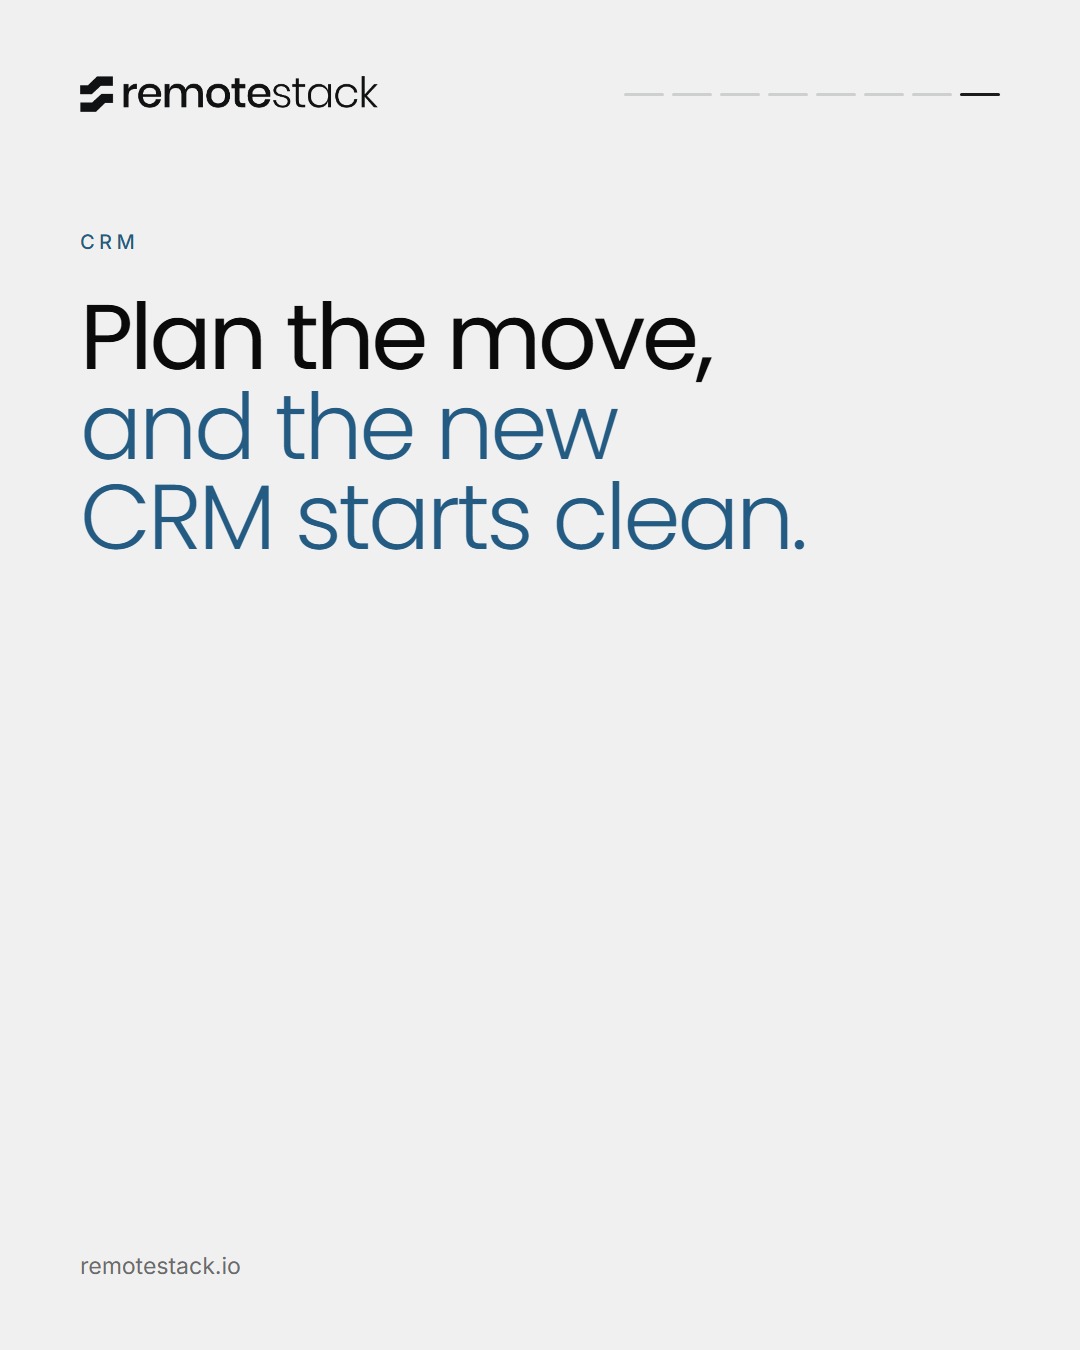 remotestack
CRM
Plan the move,
and the new
CRM starts clean.
remotestack.io